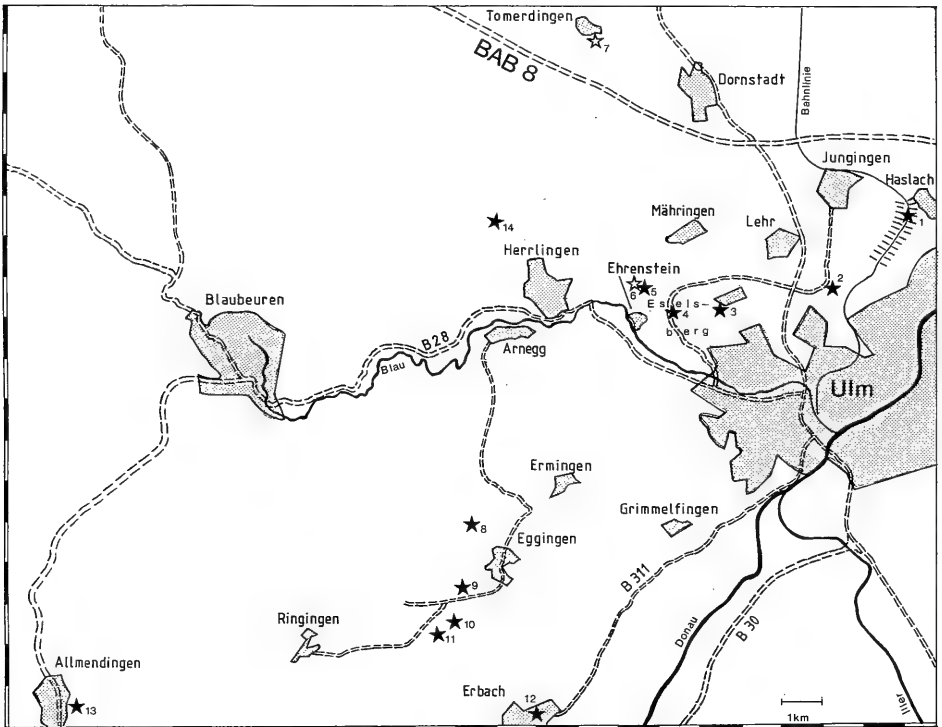 Tomerdingen
7
BAB 8
Dornstadt
Bahnlinie
Jungingen
Haslach
1
Mähringen
Lehr
14
Herrlingen
Ehrenstein
6
5
2
Esels-
berg
4
3
Blaubeuren
B 28
Blau
Arnegg
Ulm
Ermingen
Grimmelfingen
8
Eggingen
9
B 311
Donau
B 30
Ringingen
10
11
Allmendingen
13
Erbach
12
1km
Iller